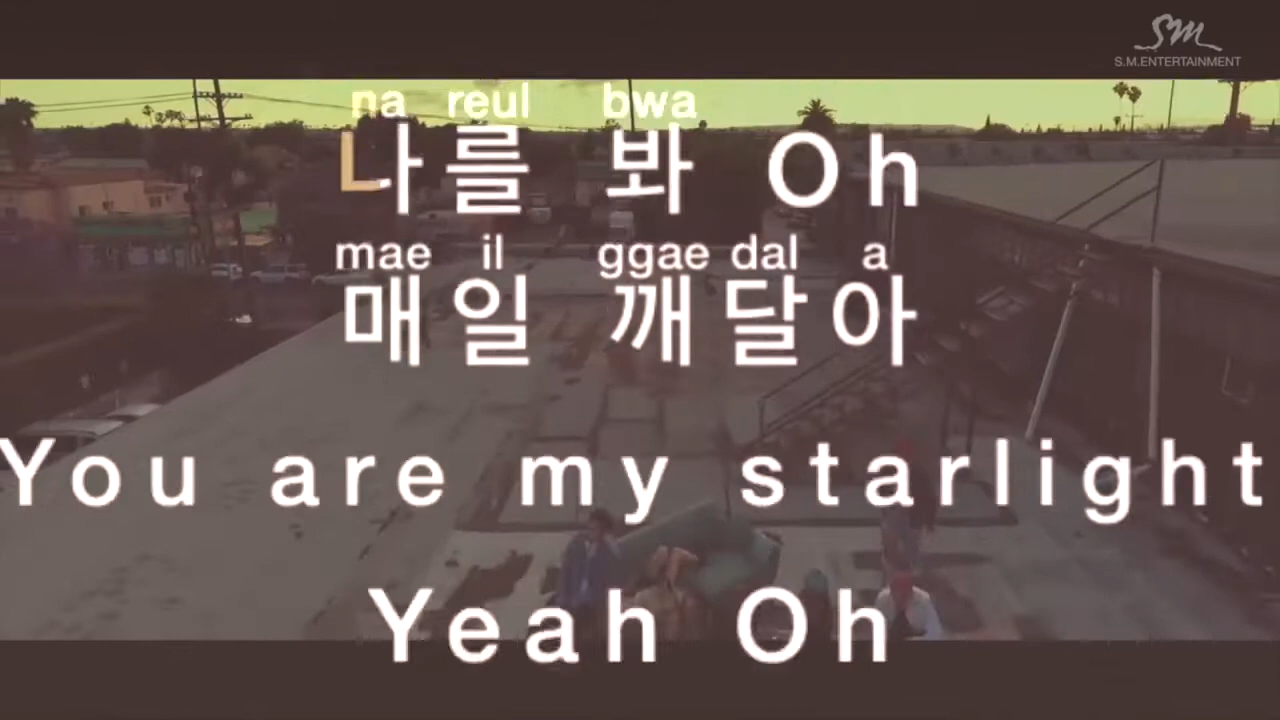 SM
S.M.ENTERTAINMENT
na reul bwa
나를 봐 Oh
mae il ggae dal a
매일 깨달아
You are my starlight
Yeah Oh